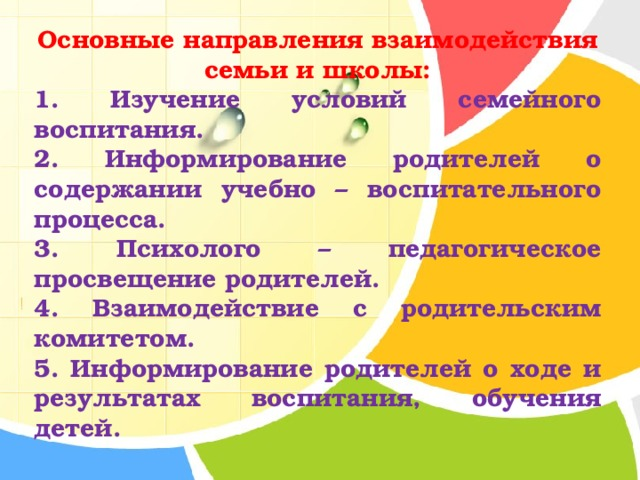 Основные направления взаимодействия
семьи и школы:
1. Изучение условий семейного
воспитания.
2. Информирование родителей о
содержании учебно – воспитательного
процесса.
3. Психолого – педагогическое
просвещение родителей.
4. Взаимодействие с родительским
комитетом.
5. Информирование родителей о ходе и
результатах воспитания, обучения
детей.